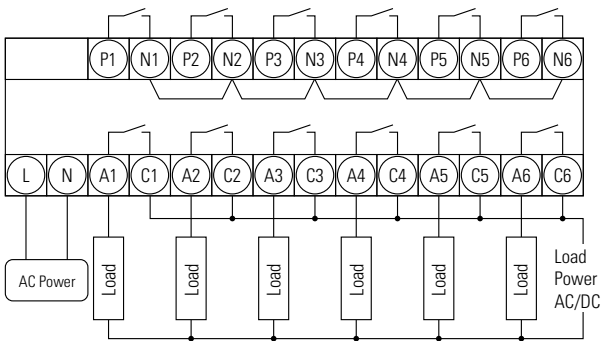 P1 N1 P2 N2 P3 N3 P4 N4 P5 N5 P6 N6
L N A1 C1 A2 C2 A3 C3 A4 C4 A5 C5 A6 C6
AC Power
Load
Load
Load
Load
Load
Load
Load
Power
AC/DC